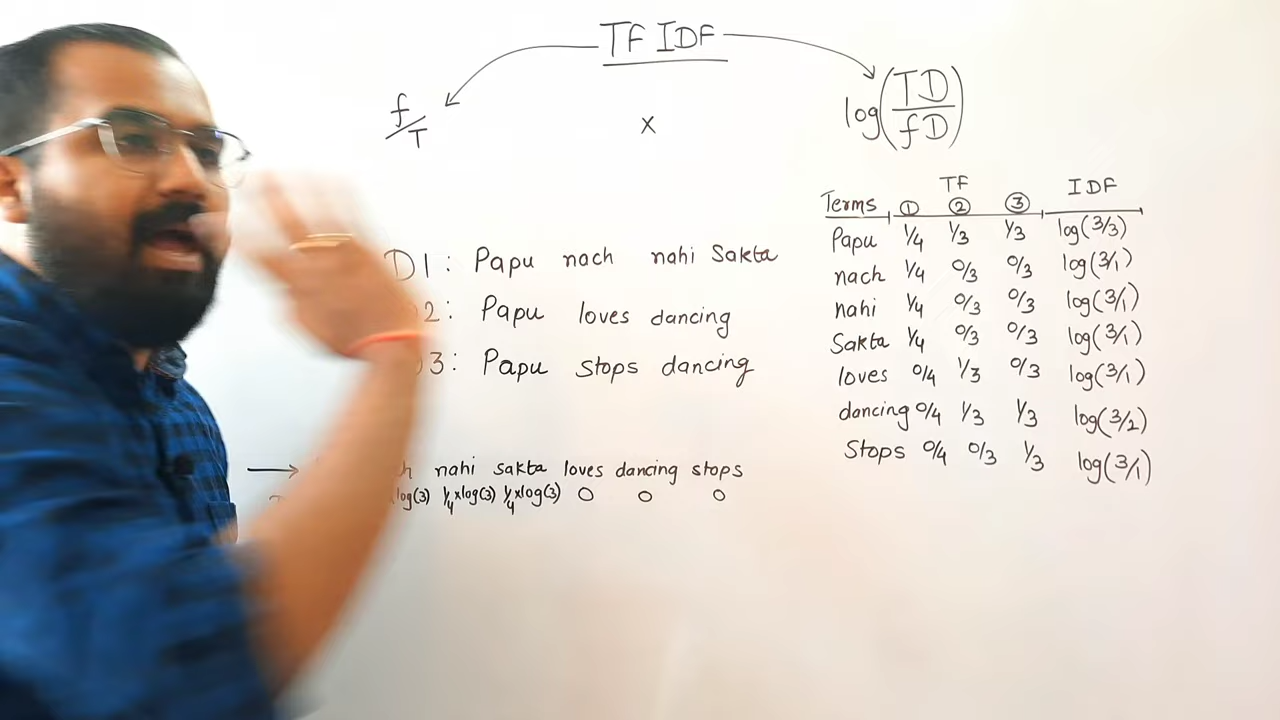 TF IDF
f/T × log(TD/fD)
TF IDF
Terms ① ② ③
Papu 1/4 1/3 1/3 log(3/3)
nach 1/4 0/3 0/3 log(3/1)
nahi 1/4 0/3 0/3 log(3/1)
Sakta 1/4 0/3 0/3 log(3/1)
loves 0/4 1/3 0/3 log(3/1)
dancing 0/4 1/3 1/3 log(3/2)
Stops 0/4 0/3 1/3 log(3/1)
D1: Papu nach nahi Sakta
2: Papu loves dancing
3: Papu stops dancing
h nahi sakta loves dancing stops
log(3) 1/4×log(3) 1/4×log(3) 0 0 0